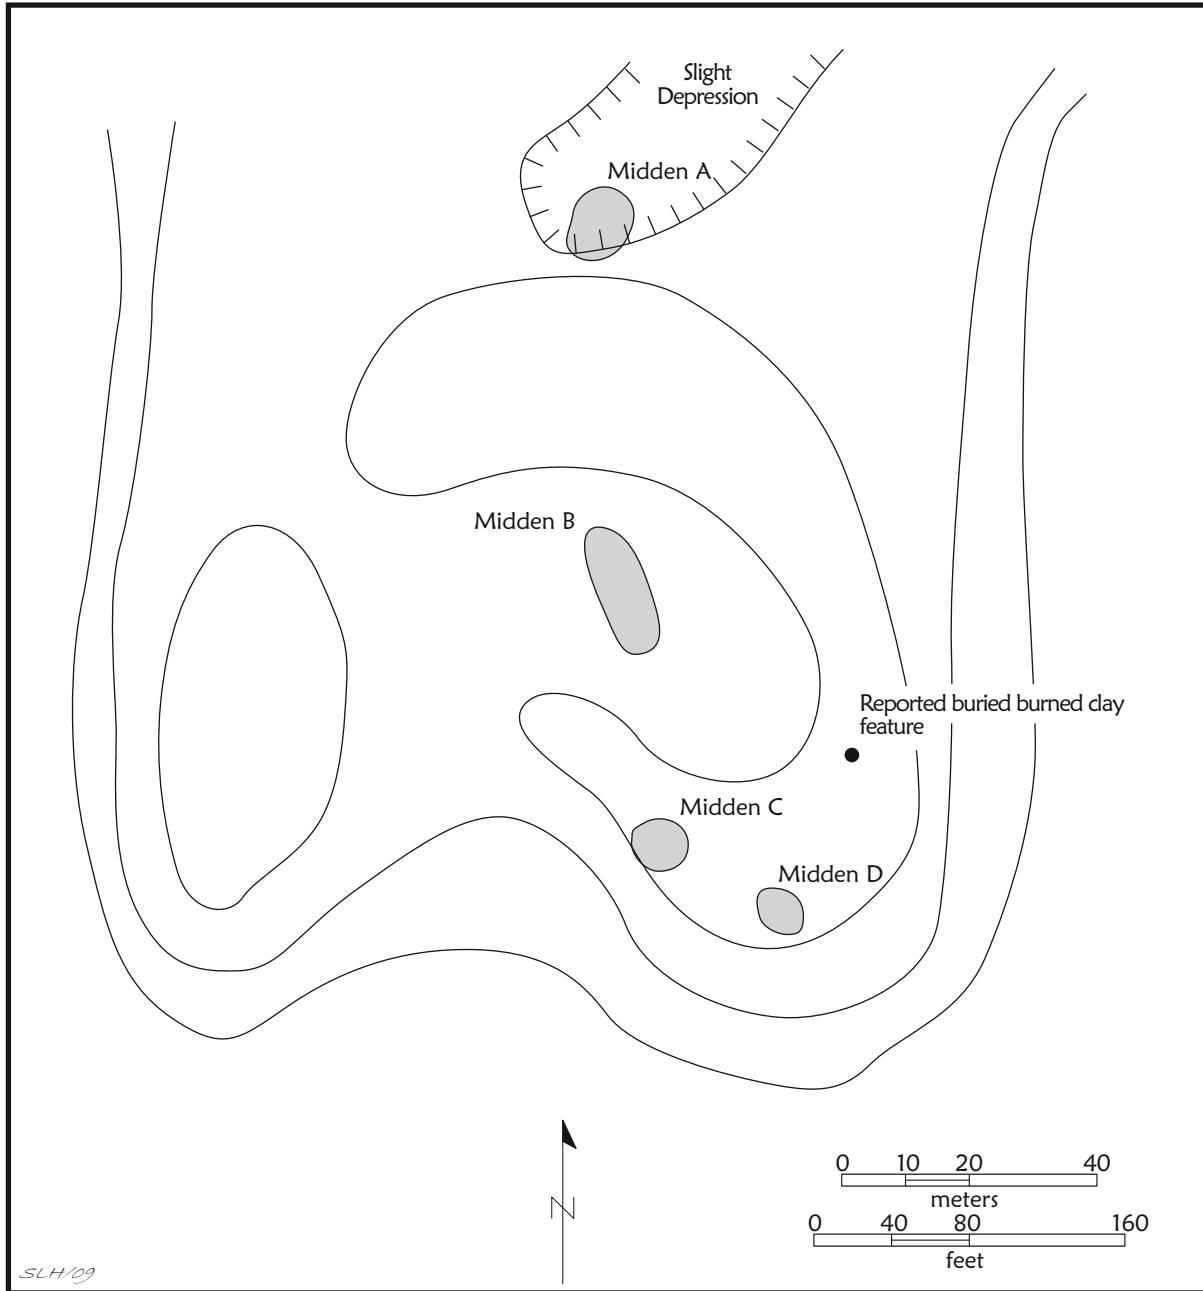 Slight
Depression
Midden A
Midden B
Reported buried burned clay
feature
Midden C
Midden D
N
0 10 20 40
meters
0 40 80 160
feet
SLH/09